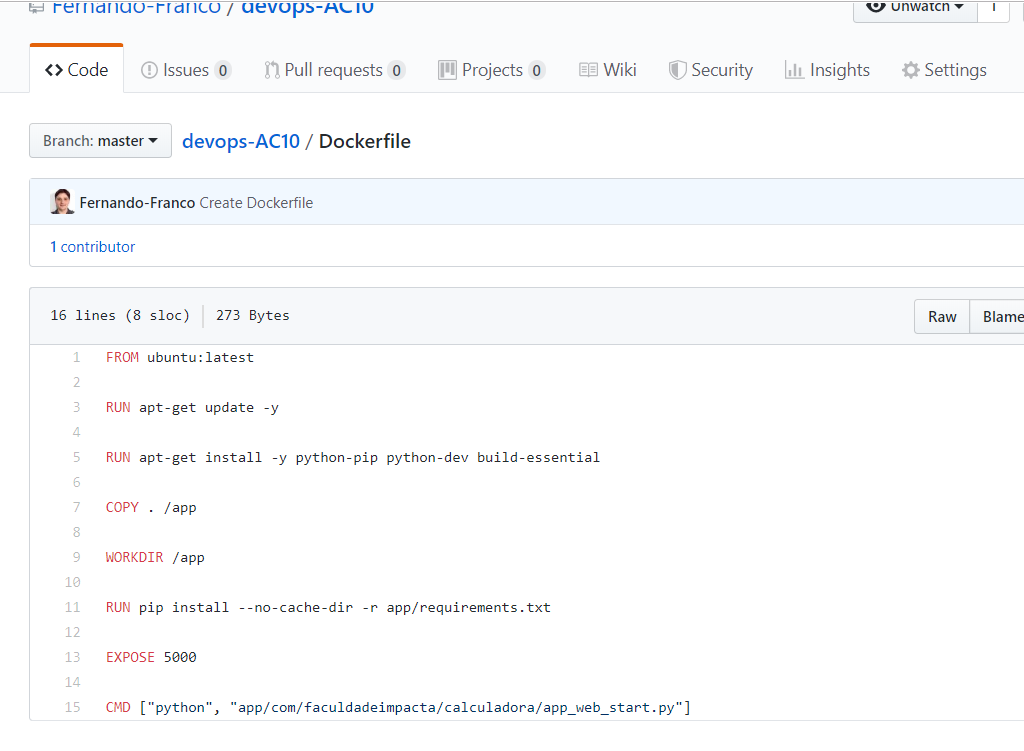 Fernando-Franco / devops-AC10
Unwatch 1
Code Issues 0 Pull requests 0 Projects 0 Wiki Security Insights Settings
Branch: master devops-AC10 / Dockerfile
Fernando-Franco Create Dockerfile
1 contributor
16 lines (8 sloc) 273 Bytes
Raw Blame
1 FROM ubuntu:latest
2
3 RUN apt-get update -y
4
5 RUN apt-get install -y python-pip python-dev build-essential
6
7 COPY . /app
8
9 WORKDIR /app
10
11 RUN pip install --no-cache-dir -r app/requirements.txt
12
13 EXPOSE 5000
14
15 CMD ["python", "app/com/faculdadeimpacta/calculadora/app_web_start.py"]